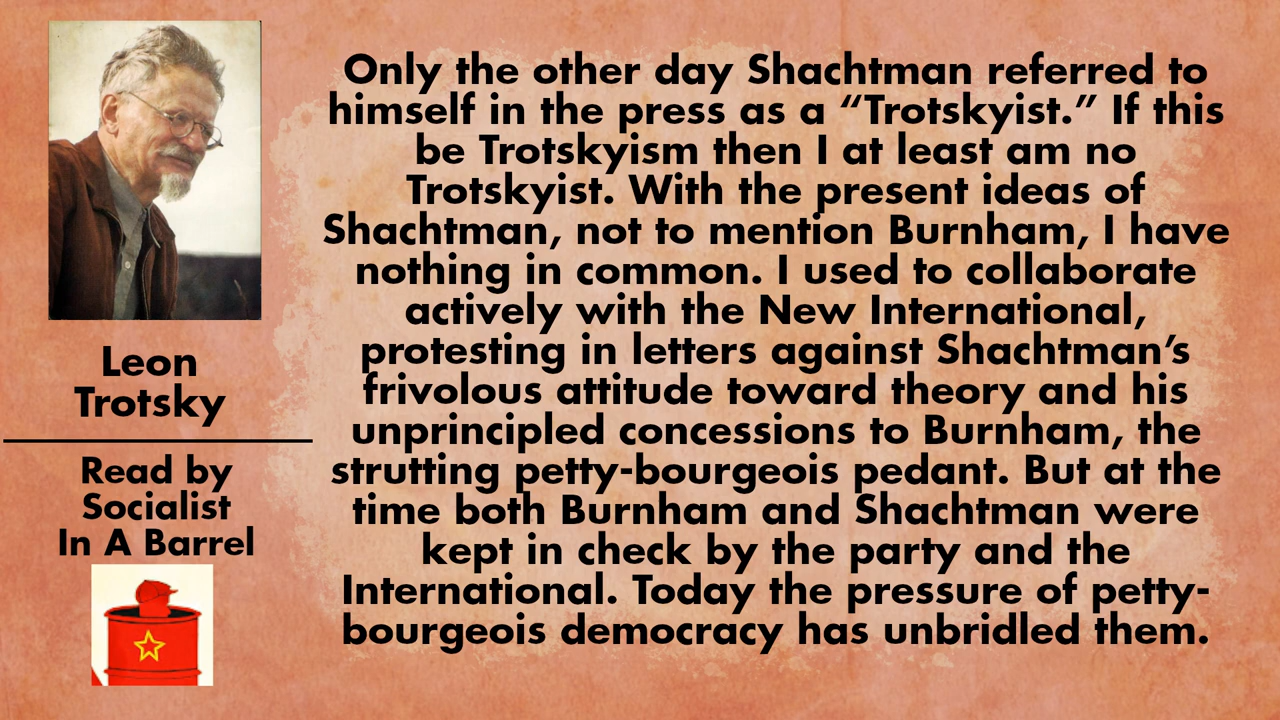 Leon
Trotsky
Read by
Socialist
In A Barrel
Only the other day Shachtman referred to
himself in the press as a “Trotskyist.” If this
be Trotskyism then I at least am no
Trotskyist. With the present ideas of
Shachtman, not to mention Burnham, I have
nothing in common. I used to collaborate
actively with the New International,
protesting in letters against Shachtman’s
frivolous attitude toward theory and his
unprincipled concessions to Burnham, the
strutting petty-bourgeois pedant. But at the
time both Burnham and Shachtman were
kept in check by the party and the
International. Today the pressure of petty-
bourgeois democracy has unbridled them.